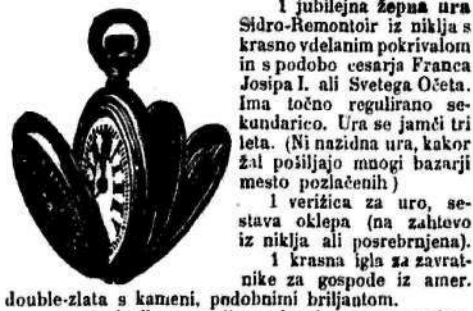 1 jubilejna žepna ura
Sidro-Remontoir iz niklja s
krasno vdelanim pokrivalom
in s podobo cesarja Franca
Josipa I. ali Svetega Očeta.
Ima točno regulirano se-
kundarico. Ura se jamči tri
leta. (Ni nazidna ura, kakor
žal pošiljajo mnogi bazarji
mesto pozlačenih)
1 verižica za uro, se-
stava oklepa (na zahtevo
iz niklja ali posrebrnjena).
1 krasna igla za zavrat-
nike za gospode iz amer.
double-zlata s kameni, podobnimi briljantom.